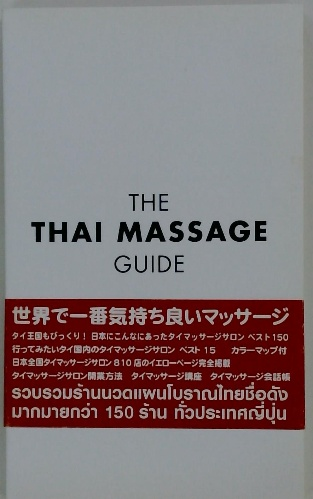 THE
THAI MASSAGE
GUIDE
世界で一番気持ち良いマッサージ
タイ王国もびっくり! 日本にこんなにあったタイマッサージサロン ベスト150
行ってみたいタイ国内のタイマッサージサロン ベスト 15 カラーマップ付
日本全国タイマッサージサロン810店のイエローページ完全掲載
タイマッサージサロン開業方法 タイマッサージ講座 タイマッサージ会話帳
รวบรวมร้านนวดแผนโบราณไทยชื่อดัง
มากมายกว่า 150 ร้าน ทั่วประเทศญี่ปุ่น